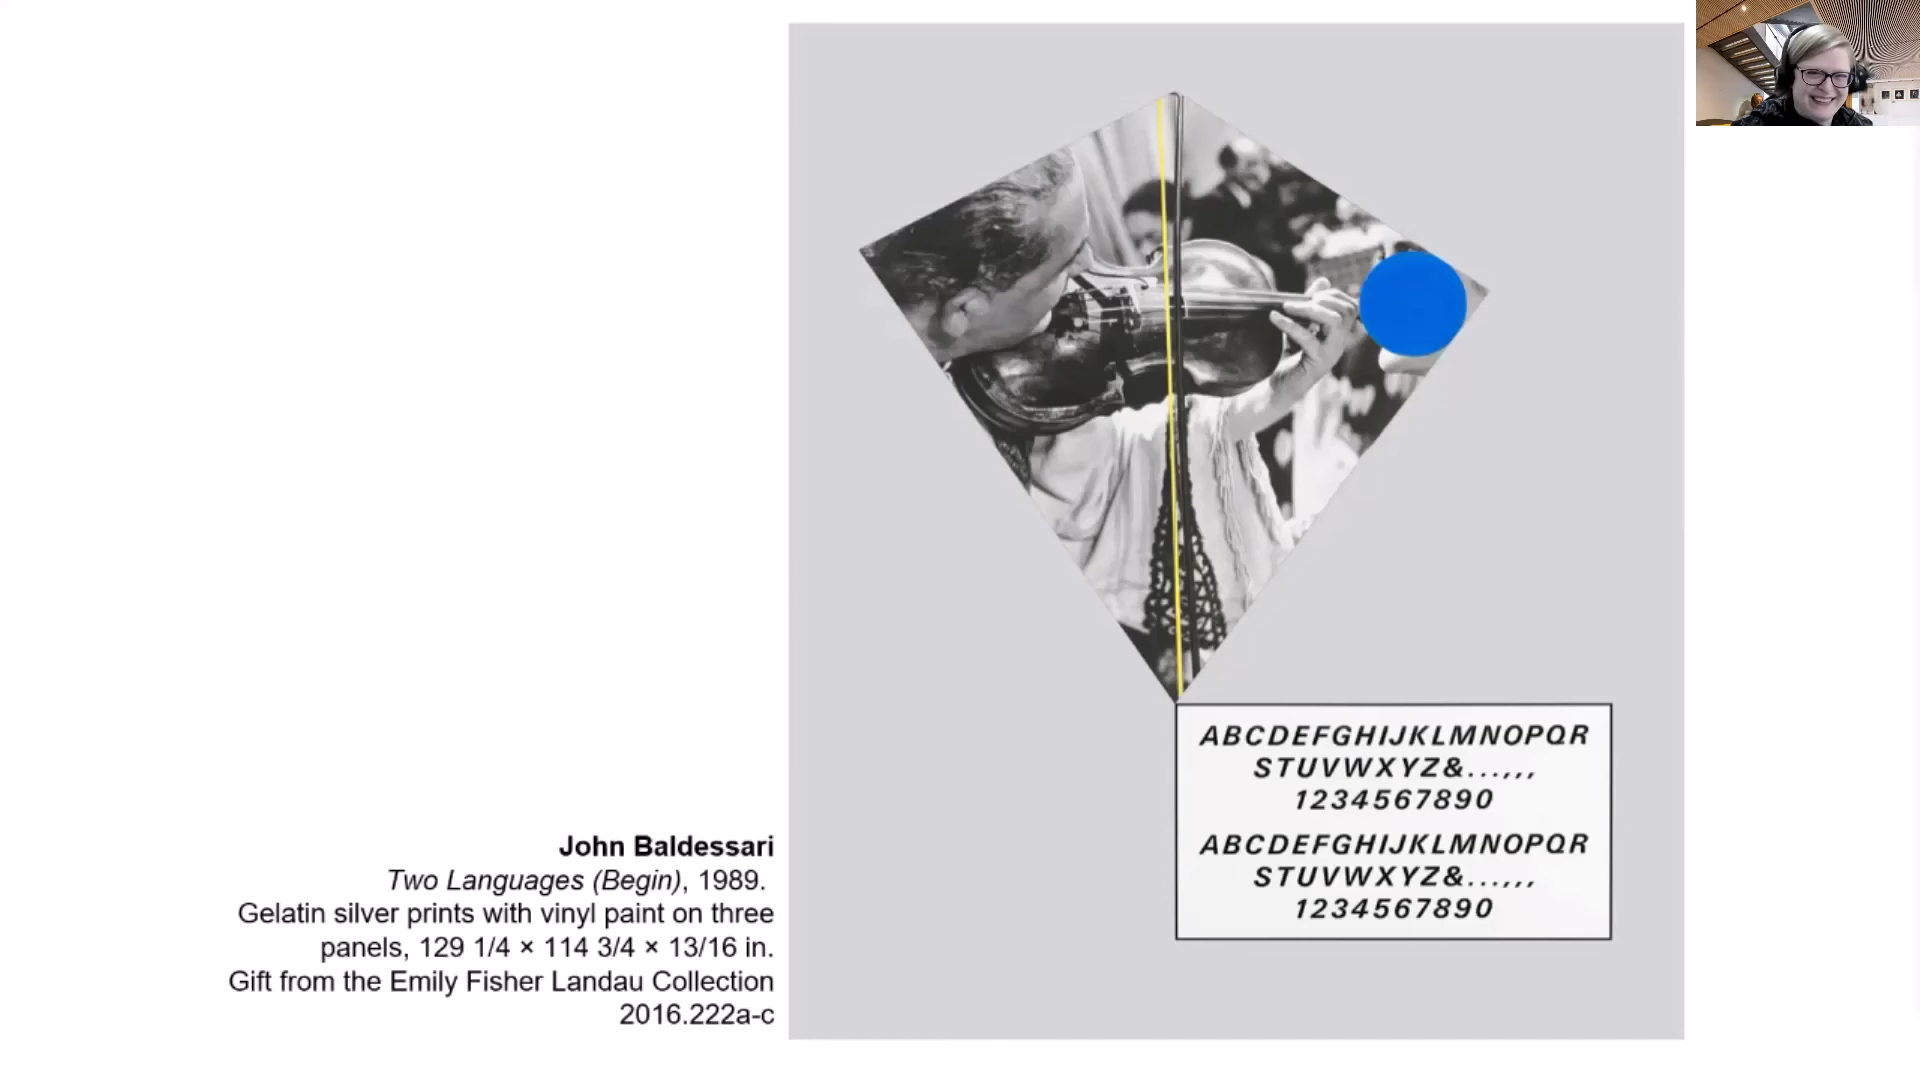 John Baldessari
Two Languages (Begin), 1989.
Gelatin silver prints with vinyl paint on three
panels, 129 1/4 × 114 3/4 × 13/16 in.
Gift from the Emily Fisher Landau Collection
2016.222a-c
ABCDEFGHIJKLMNOPQR
STUVWXYZ&...,,,
1234567890
ABCDEFGHIJKLMNOPQR
STUVWXYZ&...,,,
1234567890